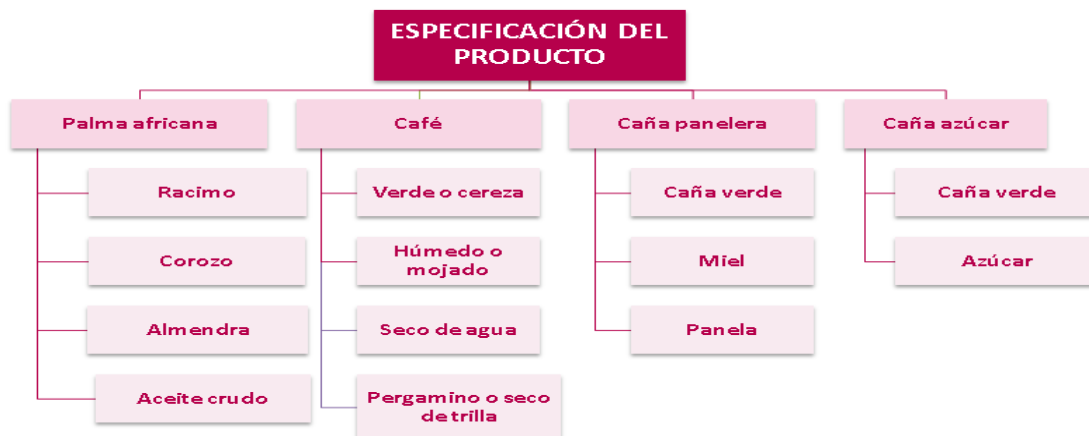 ESPECIFICACIÓN DEL
PRODUCTO
Palma africana
Racimo
Corozo
Almendra
Aceite crudo
Café
Verde o cereza
Húmedo o
mojado
Seco de agua
Pergamino o seco
de trilla
Caña panelera
Caña verde
Miel
Panela
Caña azúcar
Caña verde
Azúcar